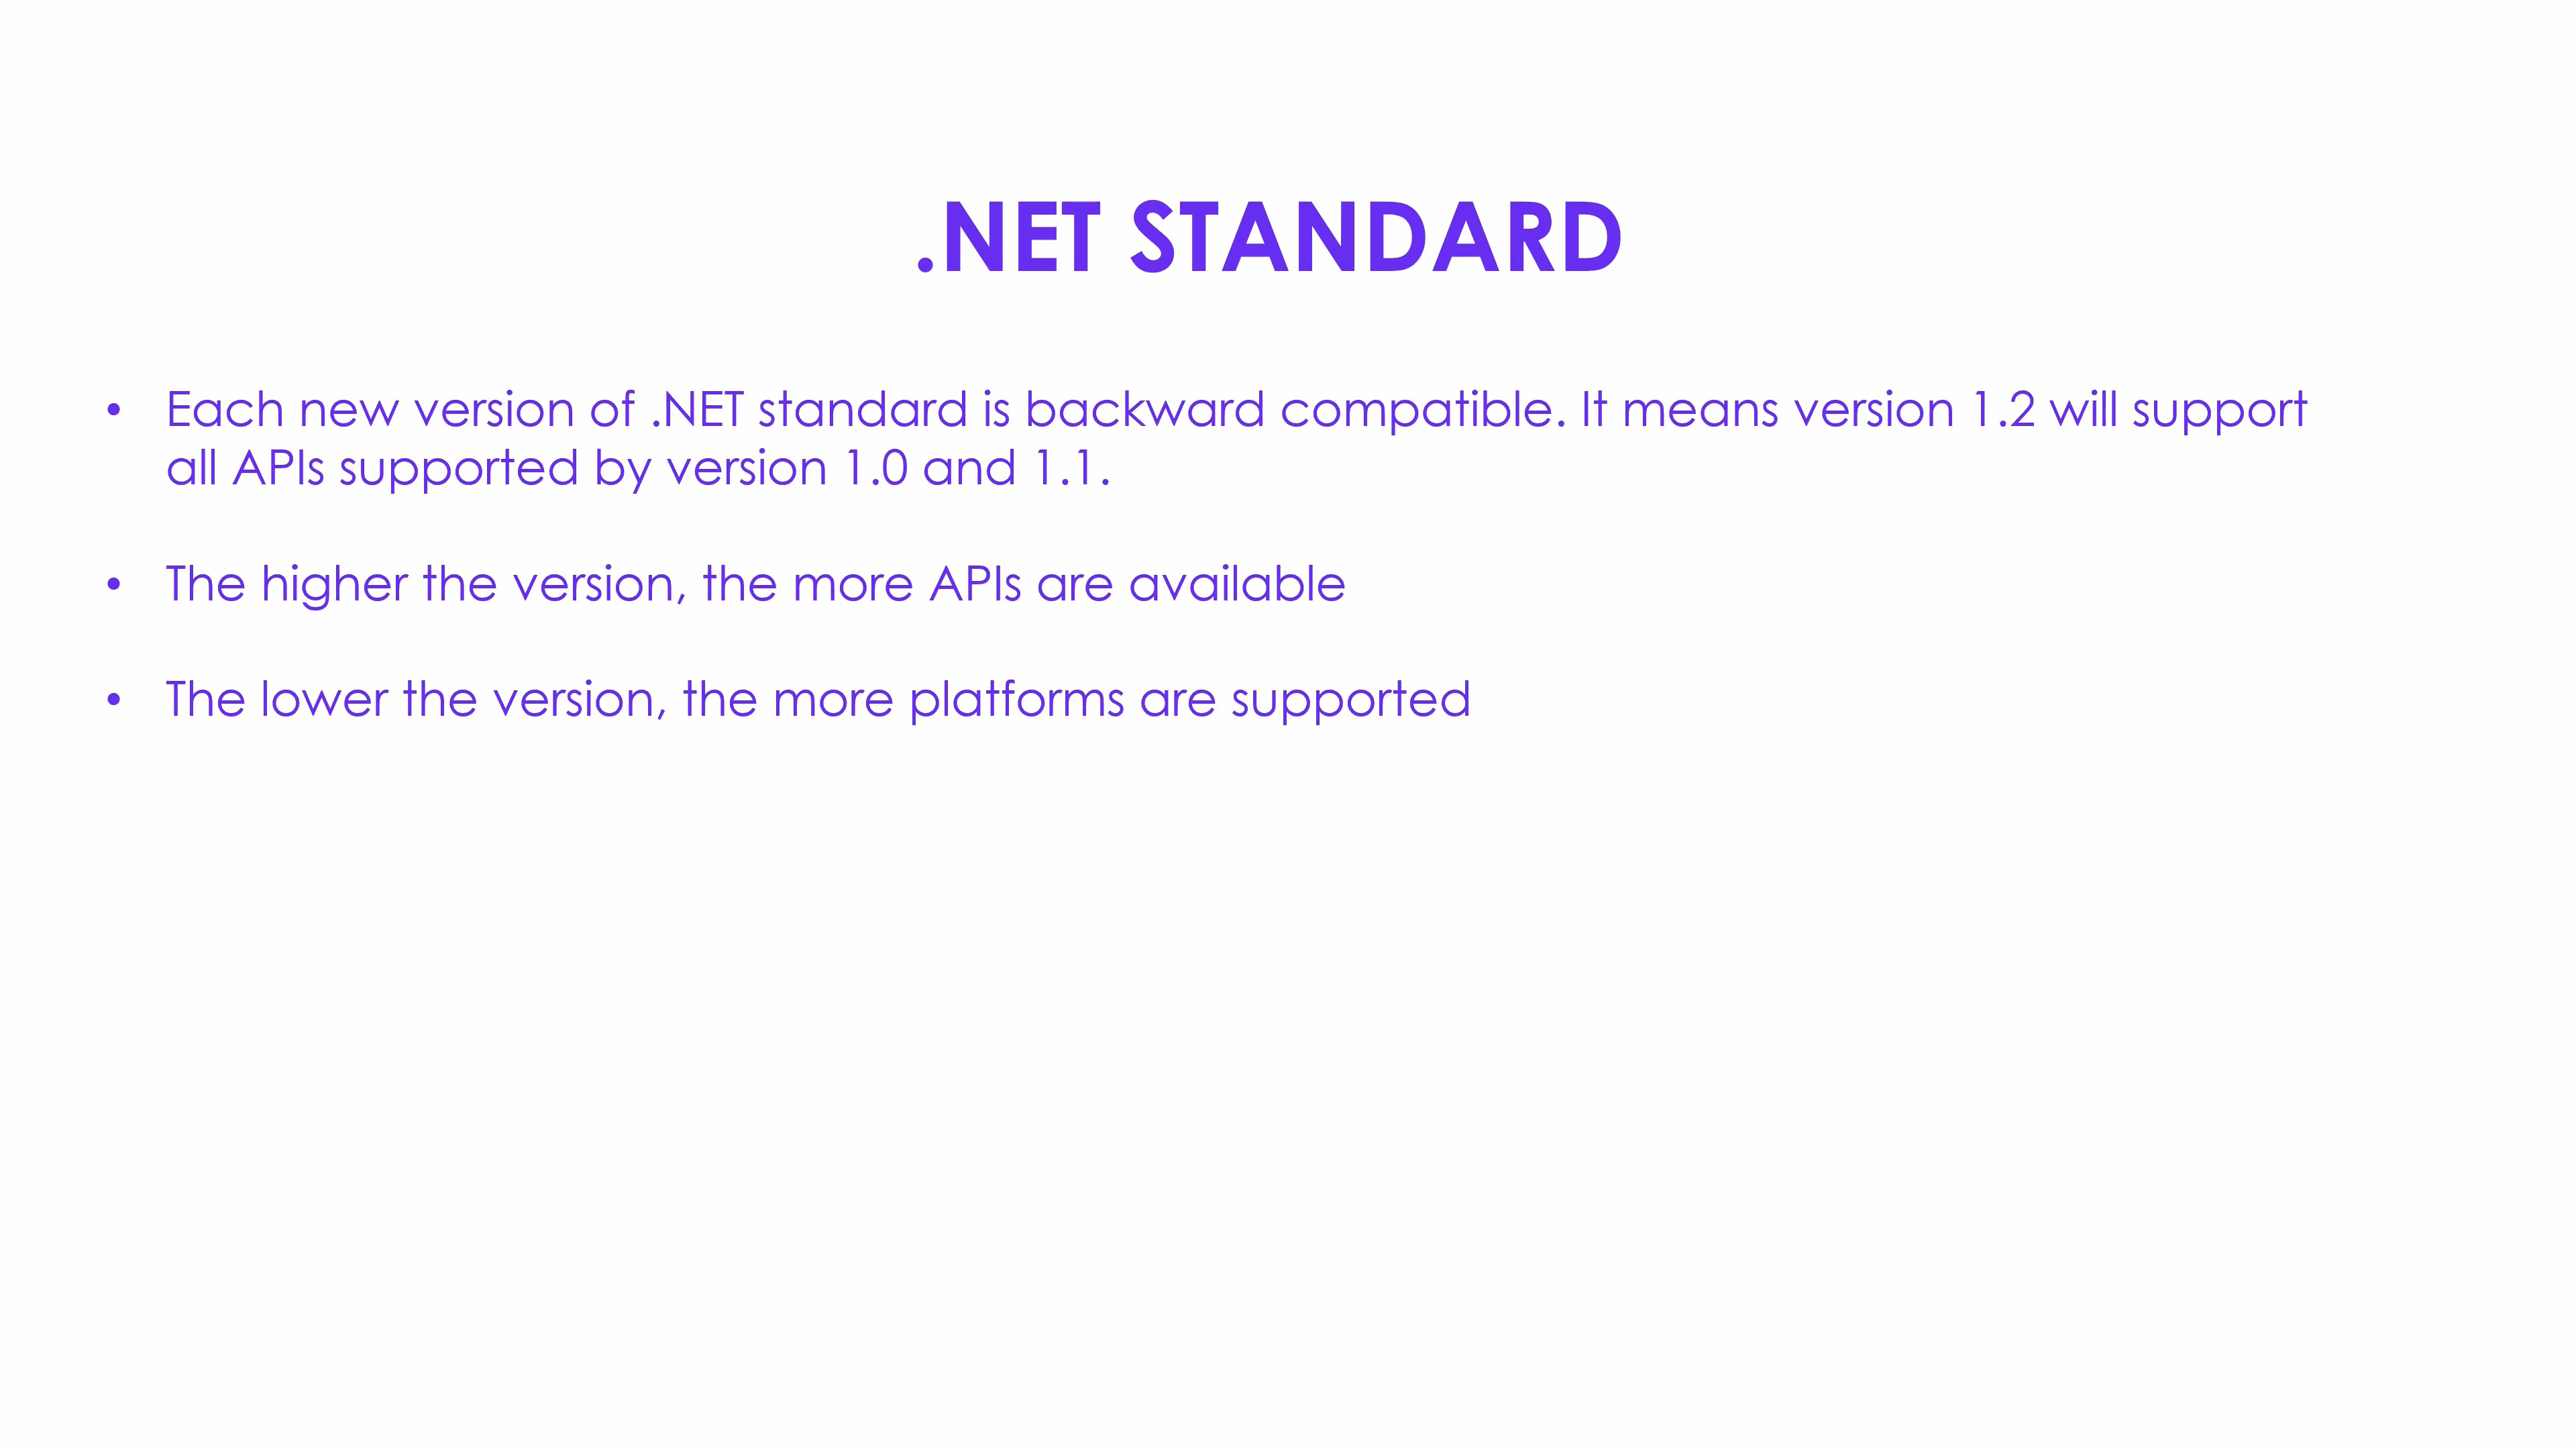 .NET STANDARD
• Each new version of .NET standard is backward compatible. It means version 1.2 will support
all APIs supported by version 1.0 and 1.1.
• The higher the version, the more APIs are available
• The lower the version, the more platforms are supported